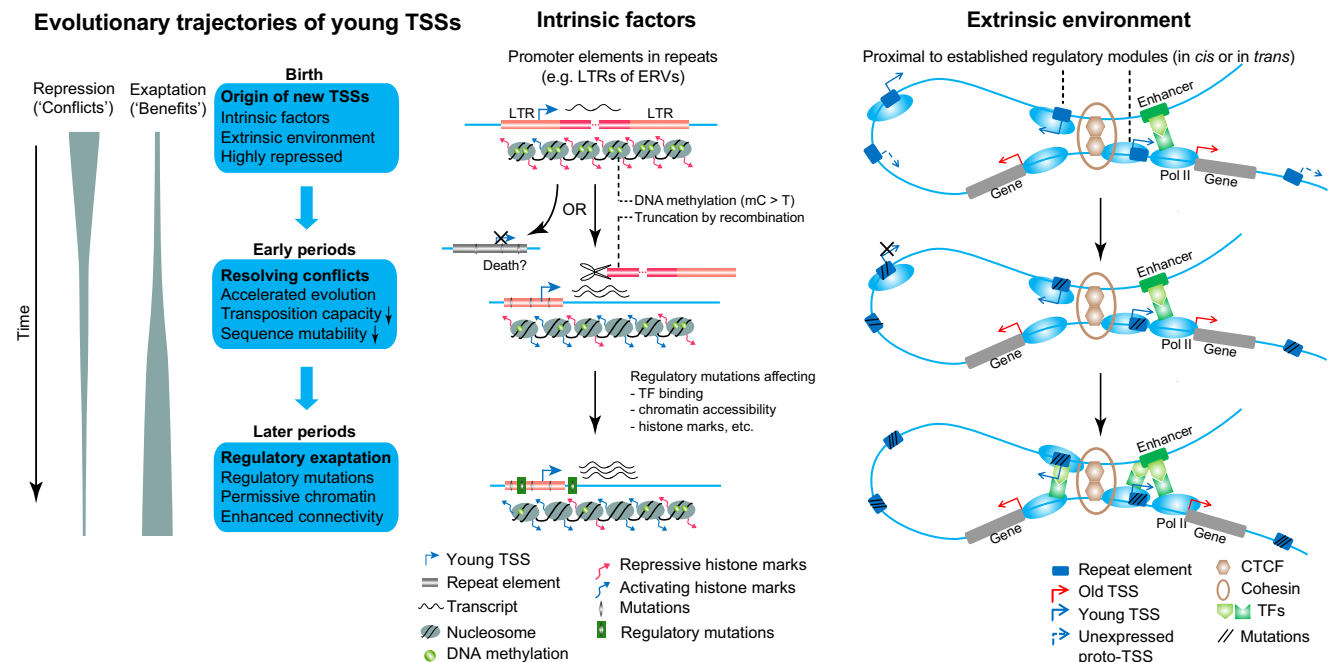 Evolutionary trajectories of young TSSs
Repression
(‘Conflicts’)
Exaptation
(‘Benefits’)
Time
Birth
Origin of new TSSs
Intrinsic factors
Extrinsic environment
Highly repressed
Early periods
Resolving conflicts
Accelerated evolution
Transposition capacity
Sequence mutability
Later periods
Regulatory exaptation
Regulatory mutations
Permissive chromatin
Enhanced connectivity
Intrinsic factors
Promoter elements in repeats
(e.g. LTRs of ERVs)
LTR
LTR
OR
DNA methylation (mC > T)
Truncation by recombination
Death?
Regulatory mutations affecting
- TF binding
- chromatin accessibility
- histone marks, etc.
Young TSS
Repeat element
Transcript
Nucleosome
DNA methylation
Repressive histone marks
Activating histone marks
Mutations
Regulatory mutations
Extrinsic environment
Proximal to established regulatory modules (in cis or in trans)
Enhancer
Pol II
Gene
Gene
Enhancer
Pol II
Gene
Gene
Enhancer
Pol II
Gene
Gene
Repeat element
Old TSS
Young TSS
Unexpressed
proto-TSS
CTCF
Cohesin
TFs
Mutations